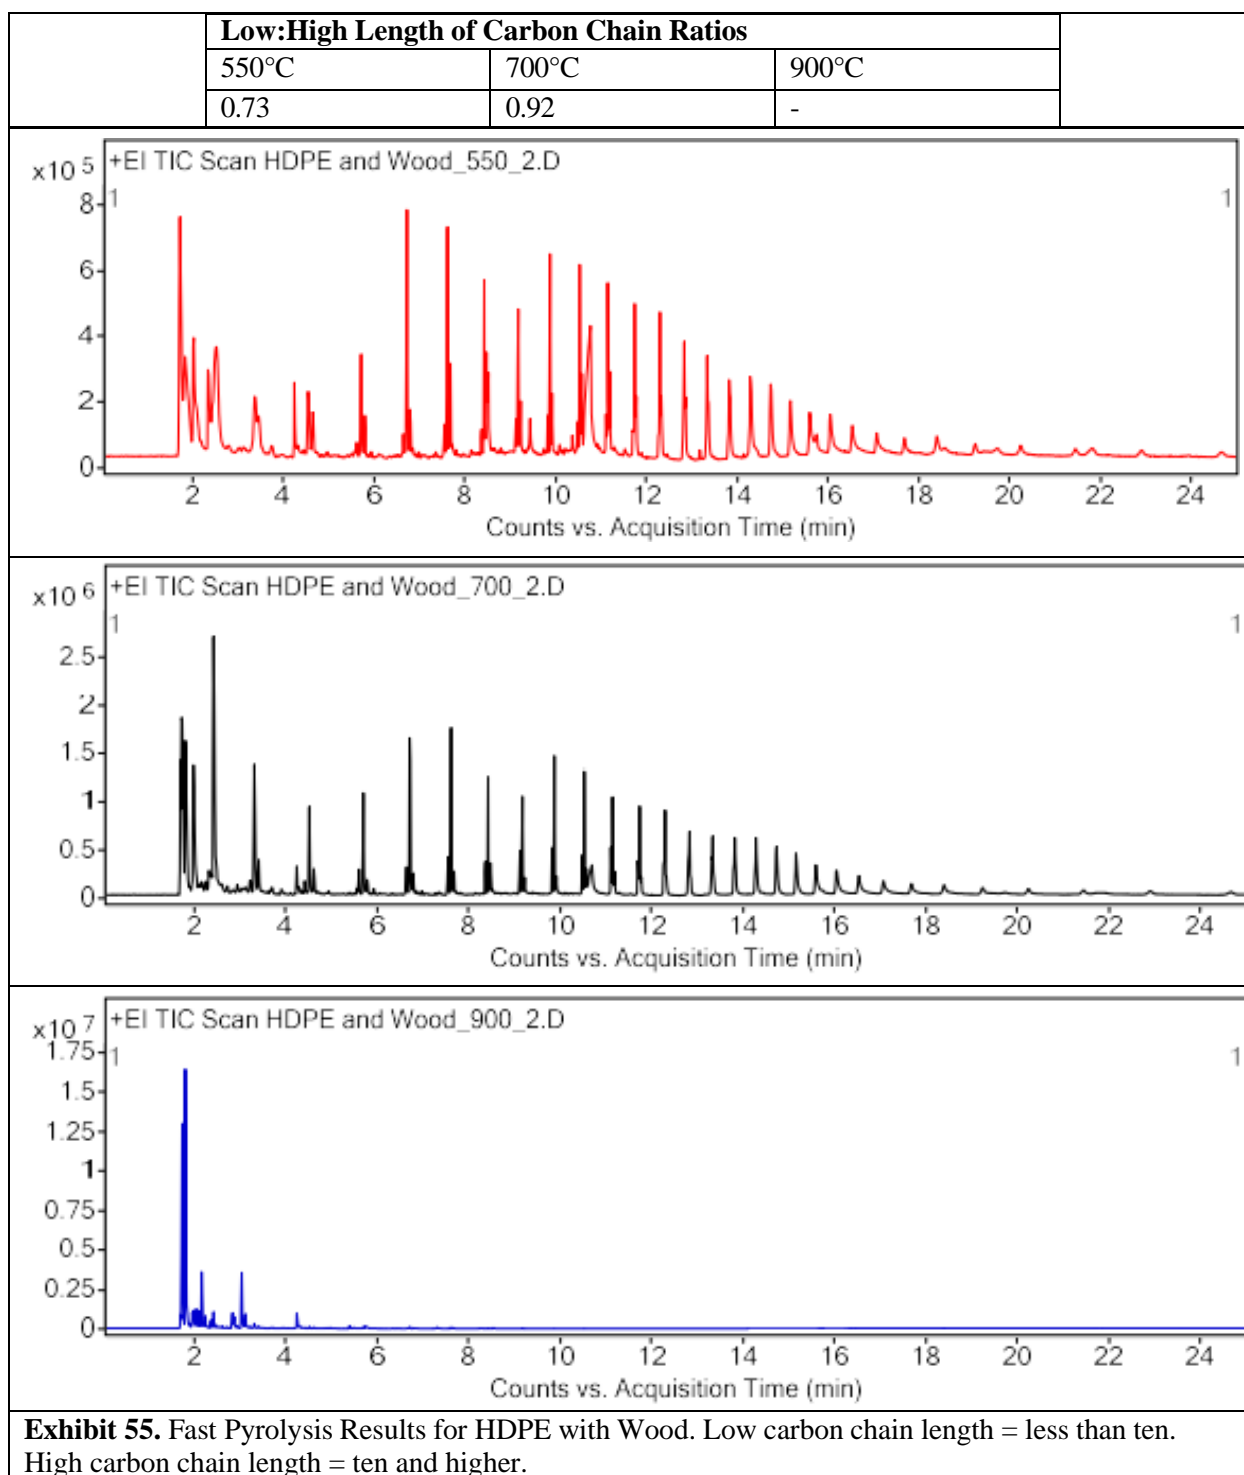 Low:High Length of Carbon Chain Ratios
550°C 700°C 900°C
0.73 0.92 -
x10 5 +EI TIC Scan HDPE and Wood_550_2.D
1 1
8
6
4
2
0
2 4 6 8 10 12 14 16 18 20 22 24
Counts vs. Acquisition Time (min)
x10 6 +EI TIC Scan HDPE and Wood_700_2.D
1 1
2.5
2
1.5
1
0.5
0
2 4 6 8 10 12 14 16 18 20 22 24
Counts vs. Acquisition Time (min)
x10 7 +EI TIC Scan HDPE and Wood_900_2.D
1 1
1.75
1.5
1.25
1
0.75
0.5
0.25
0
2 4 6 8 10 12 14 16 18 20 22 24
Counts vs. Acquisition Time (min)
Exhibit 55. Fast Pyrolysis Results for HDPE with Wood. Low carbon chain length = less than ten.
High carbon chain length = ten and higher.